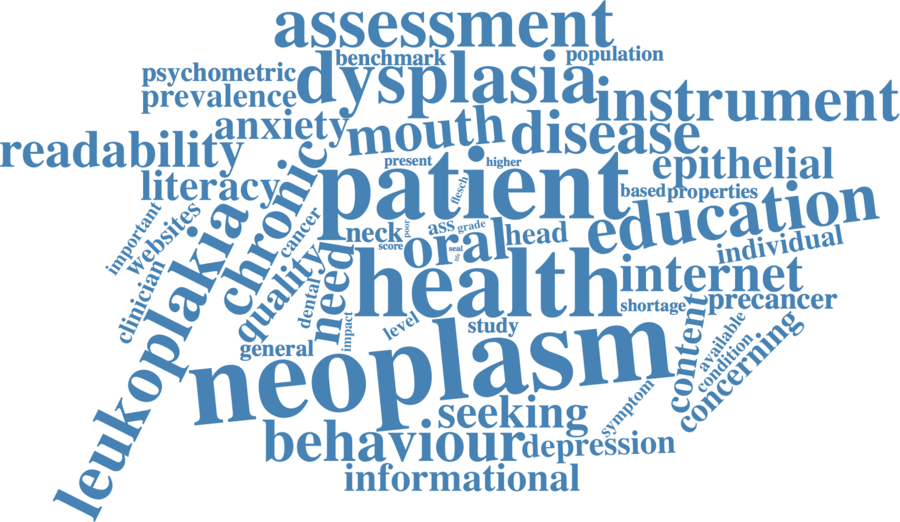 assessment
benchmark
population
psychometric
dysplasia
prevalence
instrument
anxiety
mouth
disease
readability
chronic
present
higher
epithelial
literacy
patient
flesch
based
properties
important
websites
cancer
neck
score
poor
ass
grade
oral
seal
head
education
individual
leukoplakia
clinician
quality
dental
need
health
internet
shortage
precancer
impact
level
study
general
neoplasm
content
available
condition
concerning
symptom
seeking
behaviour
depression
informational